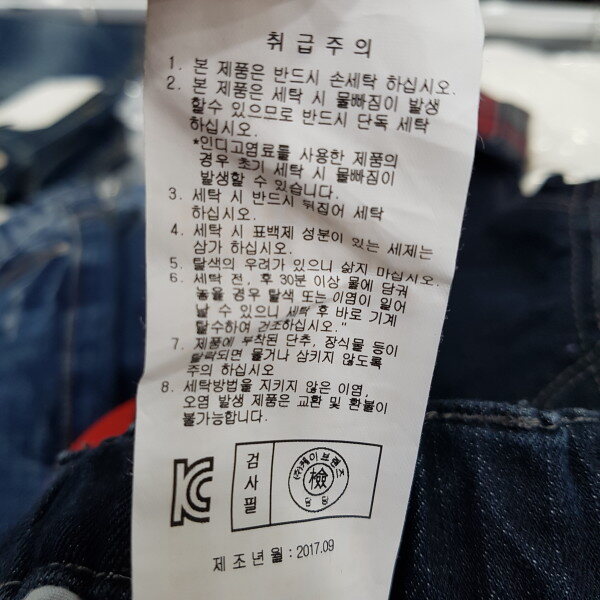 취급주의
1. 본 제품은 반드시 손세탁 하십시오.
2. 본 제품은 세탁 시 물빠짐이 발생
할수 있으므로 반드시 단독 세탁
하십시오.
*인디고염료를 사용한 제품의
경우 초기 세탁 시 물빠짐이
발생할 수 있습니다.
3. 세탁 시 반드시 뒤집어 세탁
하십시오.
4. 세탁 시 표백제 성분이 있는 세제는
삼가 하십시오.
5. 탈색의 우려가 있으니 삶지 마십시오.
6. 세탁 전, 후 30분 이상 물에 담궈
놓을 경우 탈색 또는 이염이 일어
날 수 있으니 세탁 후 바로 기계
탈수하여 건조하십시오."
7. 제품에 부착된 단추, 장식물 등이
탈락되면 물거나 삼키지 않도록
주의 하십시오
8. 세탁방법을 지키지 않은 이염,
오염 발생 제품은 교환 및 환불이
불가능합니다.
KC
검사필
(주)케이브랜즈
檢
제조년월 : 2017.09